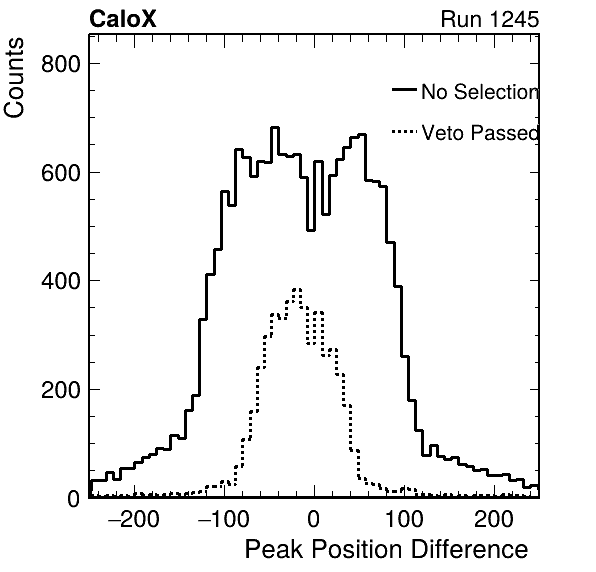 CaloX Run 1245
Counts
800
600
400
200
0
No Selection
Veto Passed
−200 −100 0 100 200
Peak Position Difference